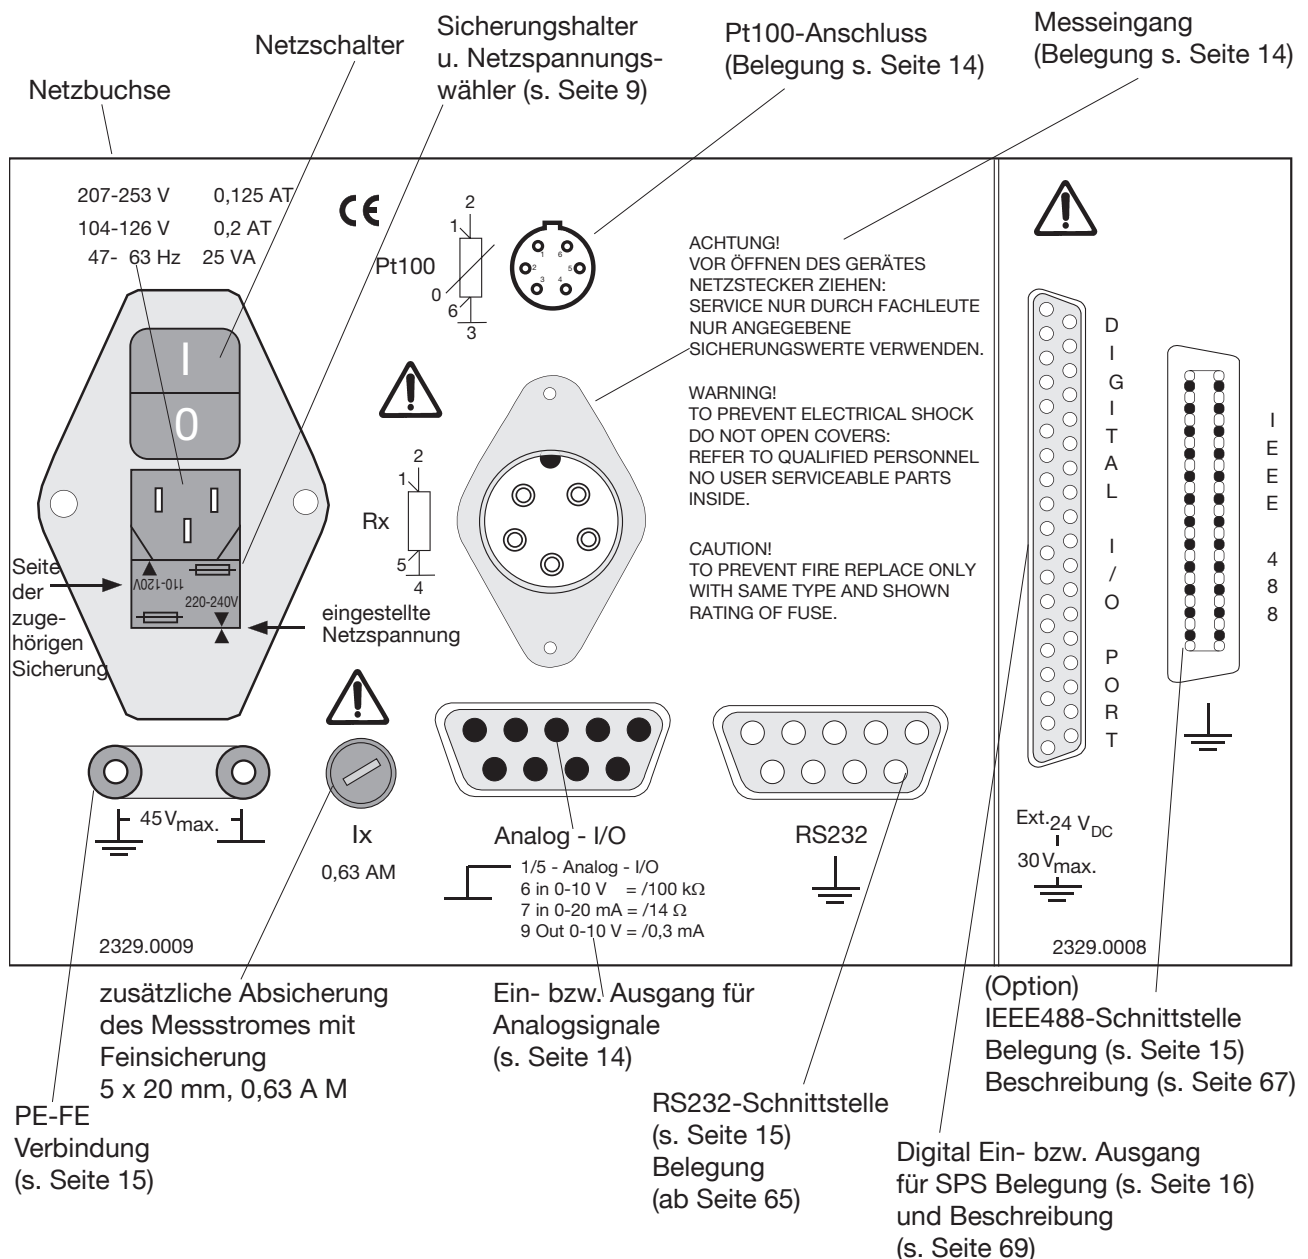 Netzbuchse
Netzschalter
Sicherungshalter
u. Netzspannungs-
wähler (s. Seite 9)
Pt100-Anschluss
(Belegung s. Seite 14)
Messeingang
(Belegung s. Seite 14)
207-253 V 0,125 AT
104-126 V 0,2 AT
47- 63 Hz 25 VA
CE
Pt100
2
1
0
6
3
1
2
3
4
5
6
ACHTUNG!
VOR ÖFFNEN DES GERÄTES
NETZSTECKER ZIEHEN:
SERVICE NUR DURCH FACHLEUTE
NUR ANGEGEBENE
SICHERUNGSWERTE VERWENDEN.
WARNING!
TO PREVENT ELECTRICAL SHOCK
DO NOT OPEN COVERS:
REFER TO QUALIFIED PERSONNEL
NO USER SERVICEABLE PARTS
INSIDE.
CAUTION!
TO PREVENT FIRE REPLACE ONLY
WITH SAME TYPE AND SHOWN
RATING OF FUSE.
I
0
Rx
2
1
5
4
110-120V
220-240V
Seite
der
zuge-
hörigen
Sicherung
eingestellte
Netzspannung
45 Vmax.
Ix
0,63 AM
Analog - I/O
1/5 - Analog - I/O
6 in 0-10 V = /100 kΩ
7 in 0-20 mA = /14 Ω
9 Out 0-10 V = /0,3 mA
RS232
DIGITAL I/O PORT
IEEE 488
Ext.24 VDC
30 Vmax.
2329.0009
2329.0008
zusätzliche Absicherung
des Messstromes mit
Feinsicherung
5 x 20 mm, 0,63 A M
PE-FE
Verbindung
(s. Seite 15)
Ein- bzw. Ausgang für
Analogsignale
(s. Seite 14)
RS232-Schnittstelle
(s. Seite 15)
Belegung
(ab Seite 65)
(Option)
IEEE488-Schnittstelle
Belegung (s. Seite 15)
Beschreibung (s. Seite 67)
Digital Ein- bzw. Ausgang
für SPS Belegung (s. Seite 16)
und Beschreibung
(s. Seite 69)